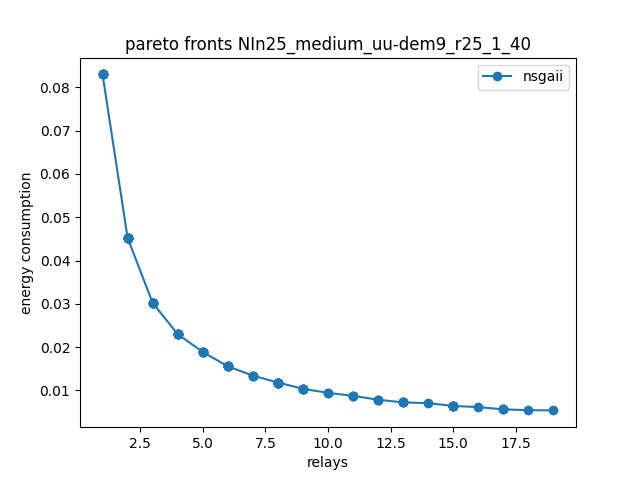 pareto fronts NIn25_medium_uu-dem9_r25_1_40
nsgaii
energy consumption
0.08
0.07
0.06
0.05
0.04
0.03
0.02
0.01
2.5 5.0 7.5 10.0 12.5 15.0 17.5
relays